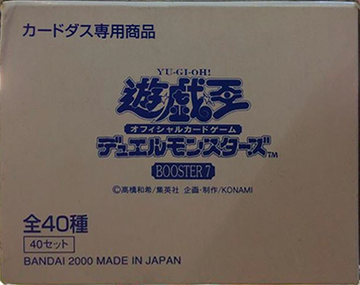 カードダス専用商品
YU-GI-OH!
遊戯王
オフィシャルカードゲーム
デュエルモンスターズ™
BOOSTER 7
©高橋和希/集英社 企画・制作/KONAMI
全40種
40セット
BANDAI 2000 MADE IN JAPAN